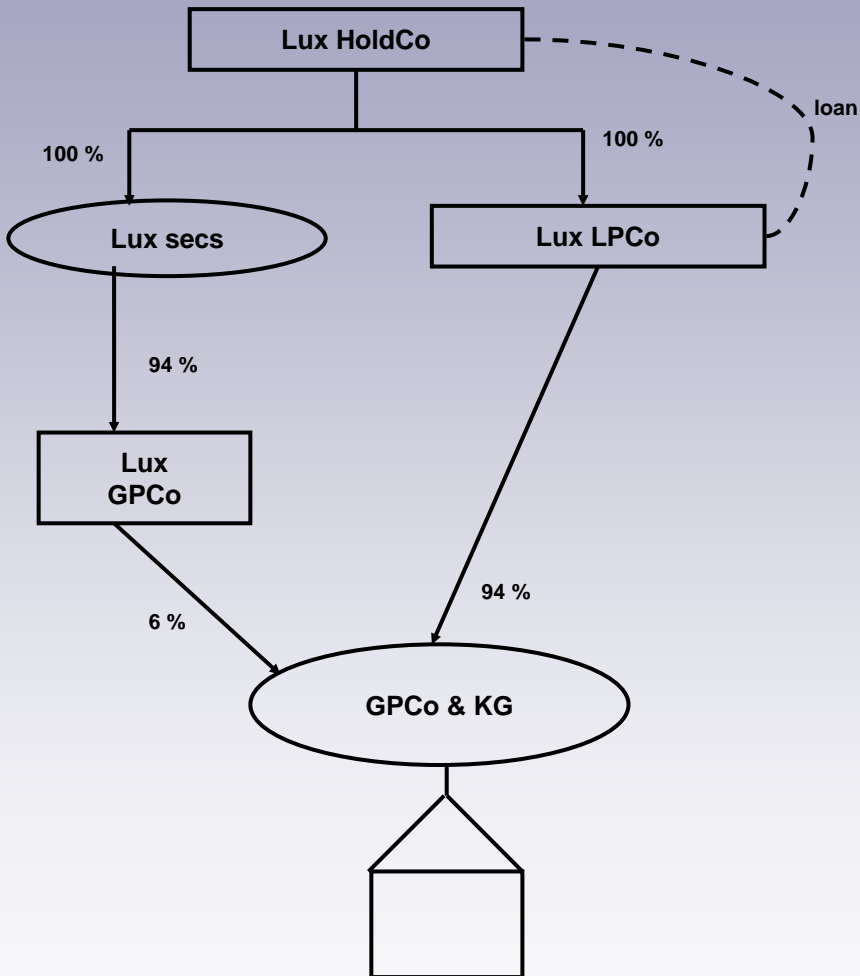 Lux HoldCo
loan
100 %
100 %
Lux secs
Lux LPCo
94 %
Lux
GPCo
94 %
6 %
GPCo & KG